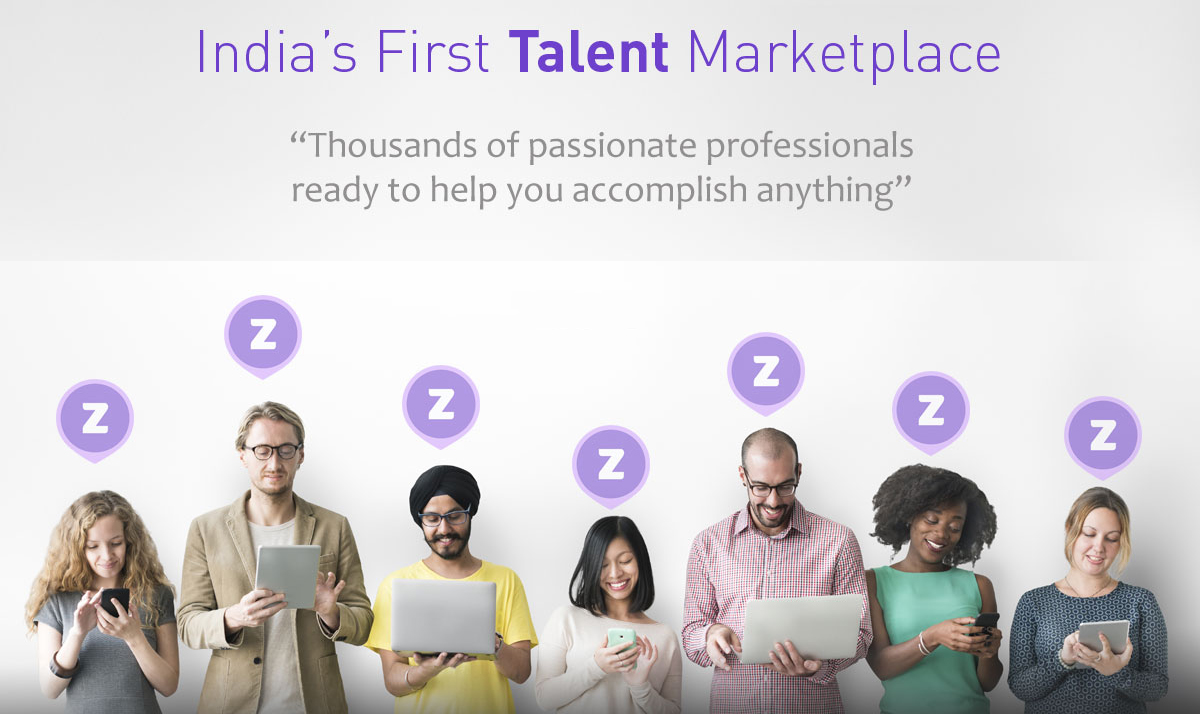 India’s First Talent Marketplace
“Thousands of passionate professionals
ready to help you accomplish anything”
Z
Z
Z
Z
Z
Z
Z